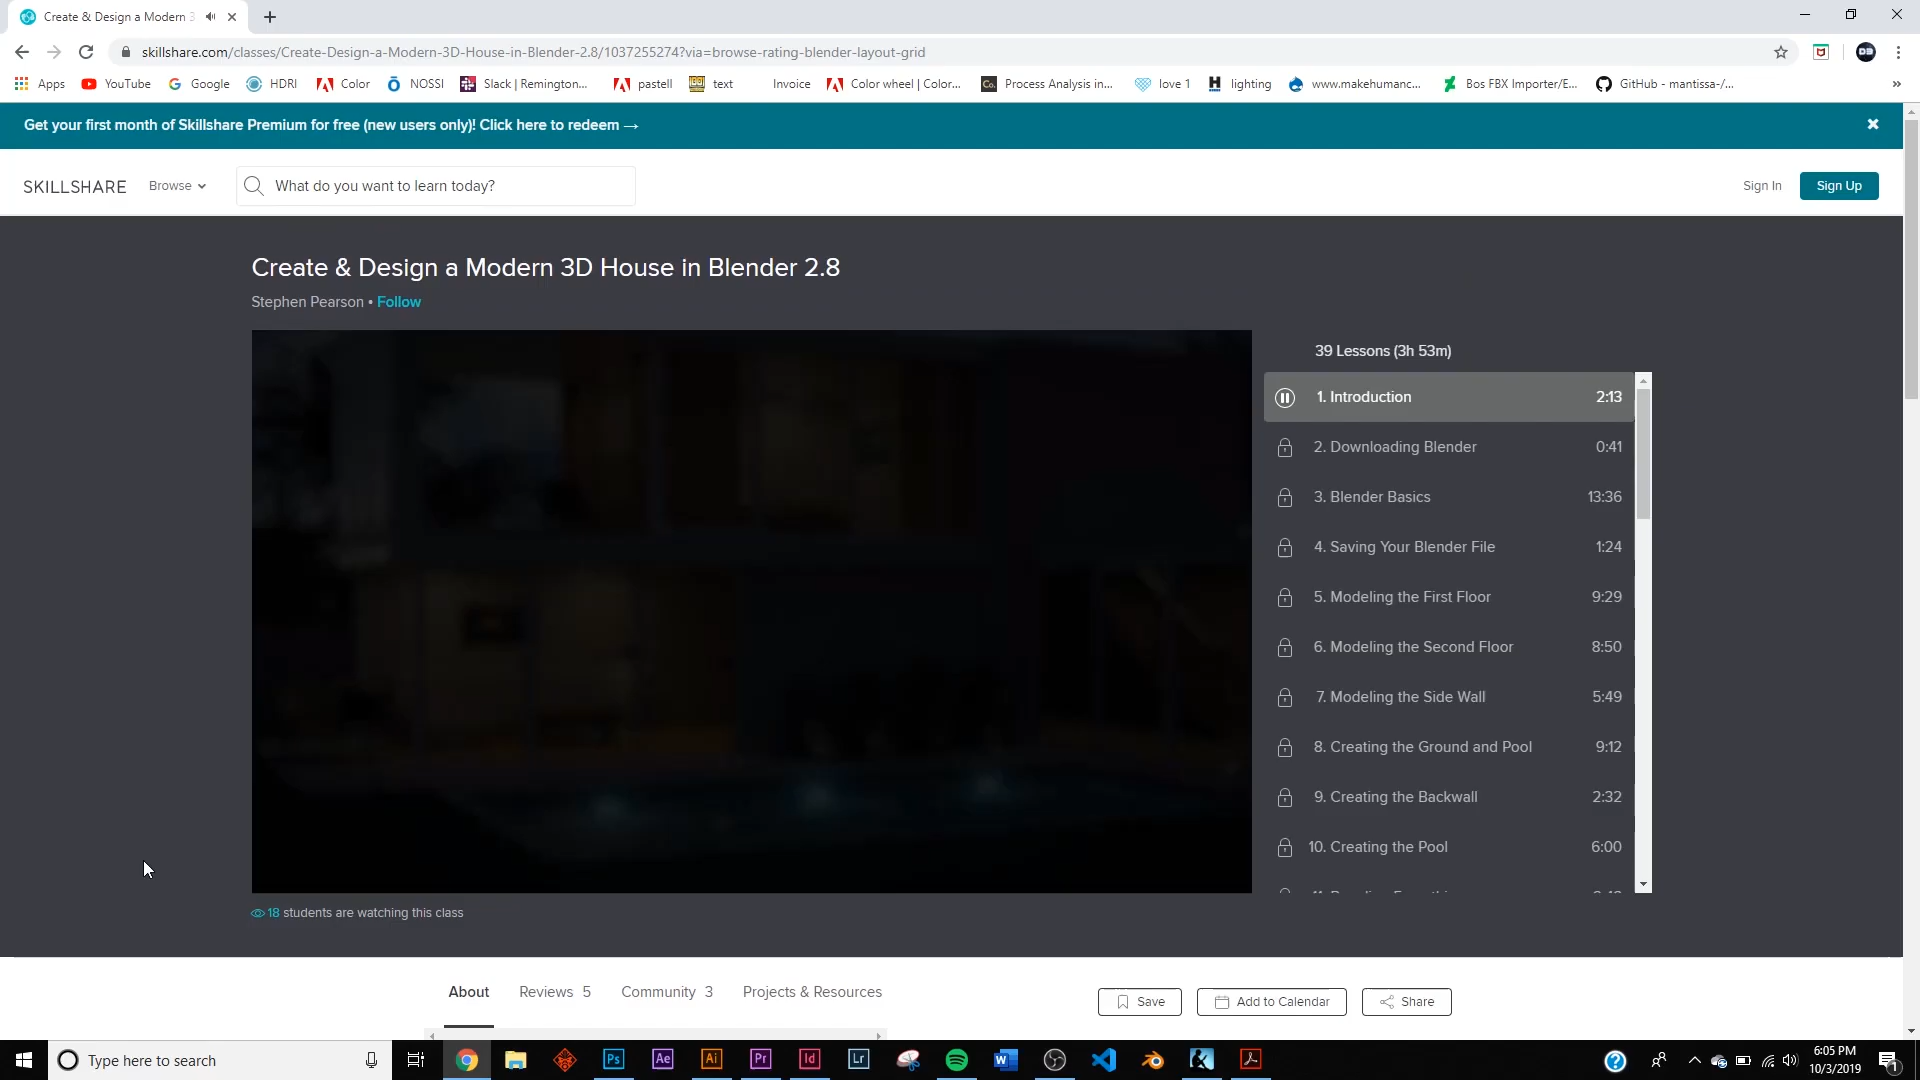 Create & Design a Modern 3
skillshare.com/classes/Create-Design-a-Modern-3D-House-in-Blender-2.8/1037255274?via=browse-rating-blender-layout-grid
Apps YouTube Google HDRI Color NOSSI Slack | Remington... pastell text Invoice Color wheel | Color... Process Analysis in... love 1 lighting www.makehumanc... Bos FBX Importer/E... GitHub - mantissa-/... »
Get your first month of Skillshare Premium for free (new users only)! Click here to redeem →
SKILLSHARE Browse What do you want to learn today? Sign In Sign Up
Create & Design a Modern 3D House in Blender 2.8
Stephen Pearson • Follow
39 Lessons (3h 53m)
1. Introduction 2:13
2. Downloading Blender 0:41
3. Blender Basics 13:36
4. Saving Your Blender File 1:24
5. Modeling the First Floor 9:29
6. Modeling the Second Floor 8:50
7. Modeling the Side Wall 5:49
8. Creating the Ground and Pool 9:12
9. Creating the Backwall 2:32
10. Creating the Pool 6:00
18 students are watching this class
About Reviews 5 Community 3 Projects & Resources Save Add to Calendar Share
Type here to search Ps Ae Ai Pr Id Lr
6:05 PM
10/3/2019